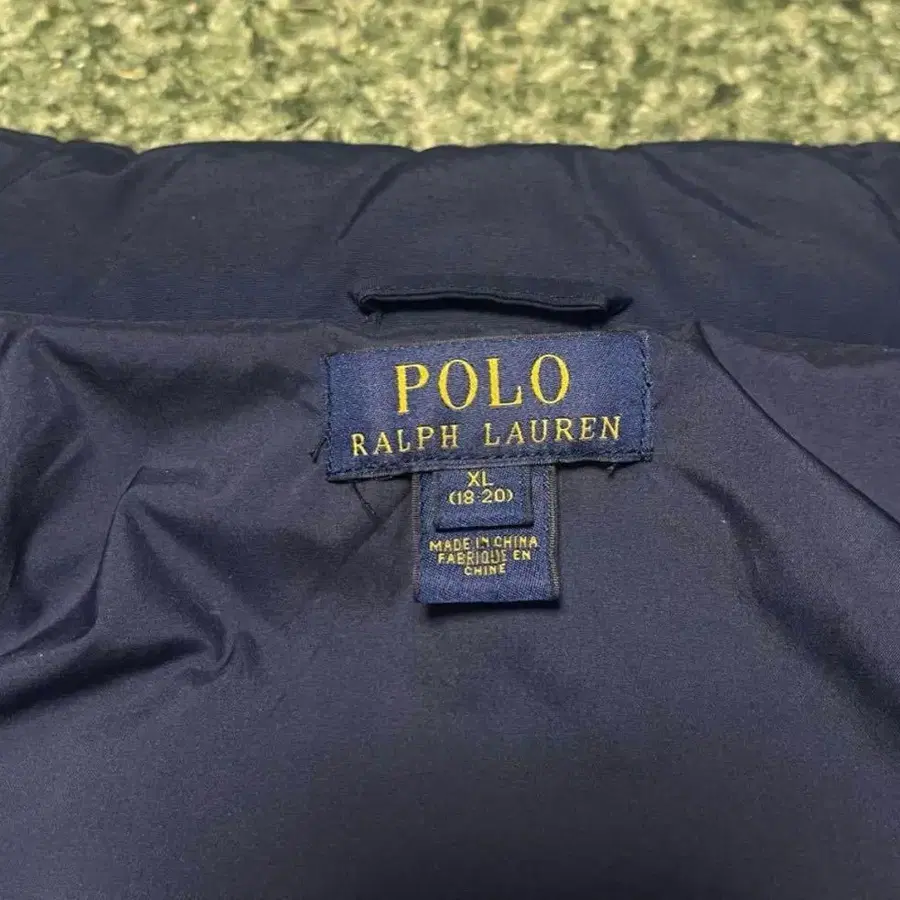 POLO
RALPH LAUREN
XL
(18-20)
MADE IN CHINA
FABRIQUE EN
CHINE